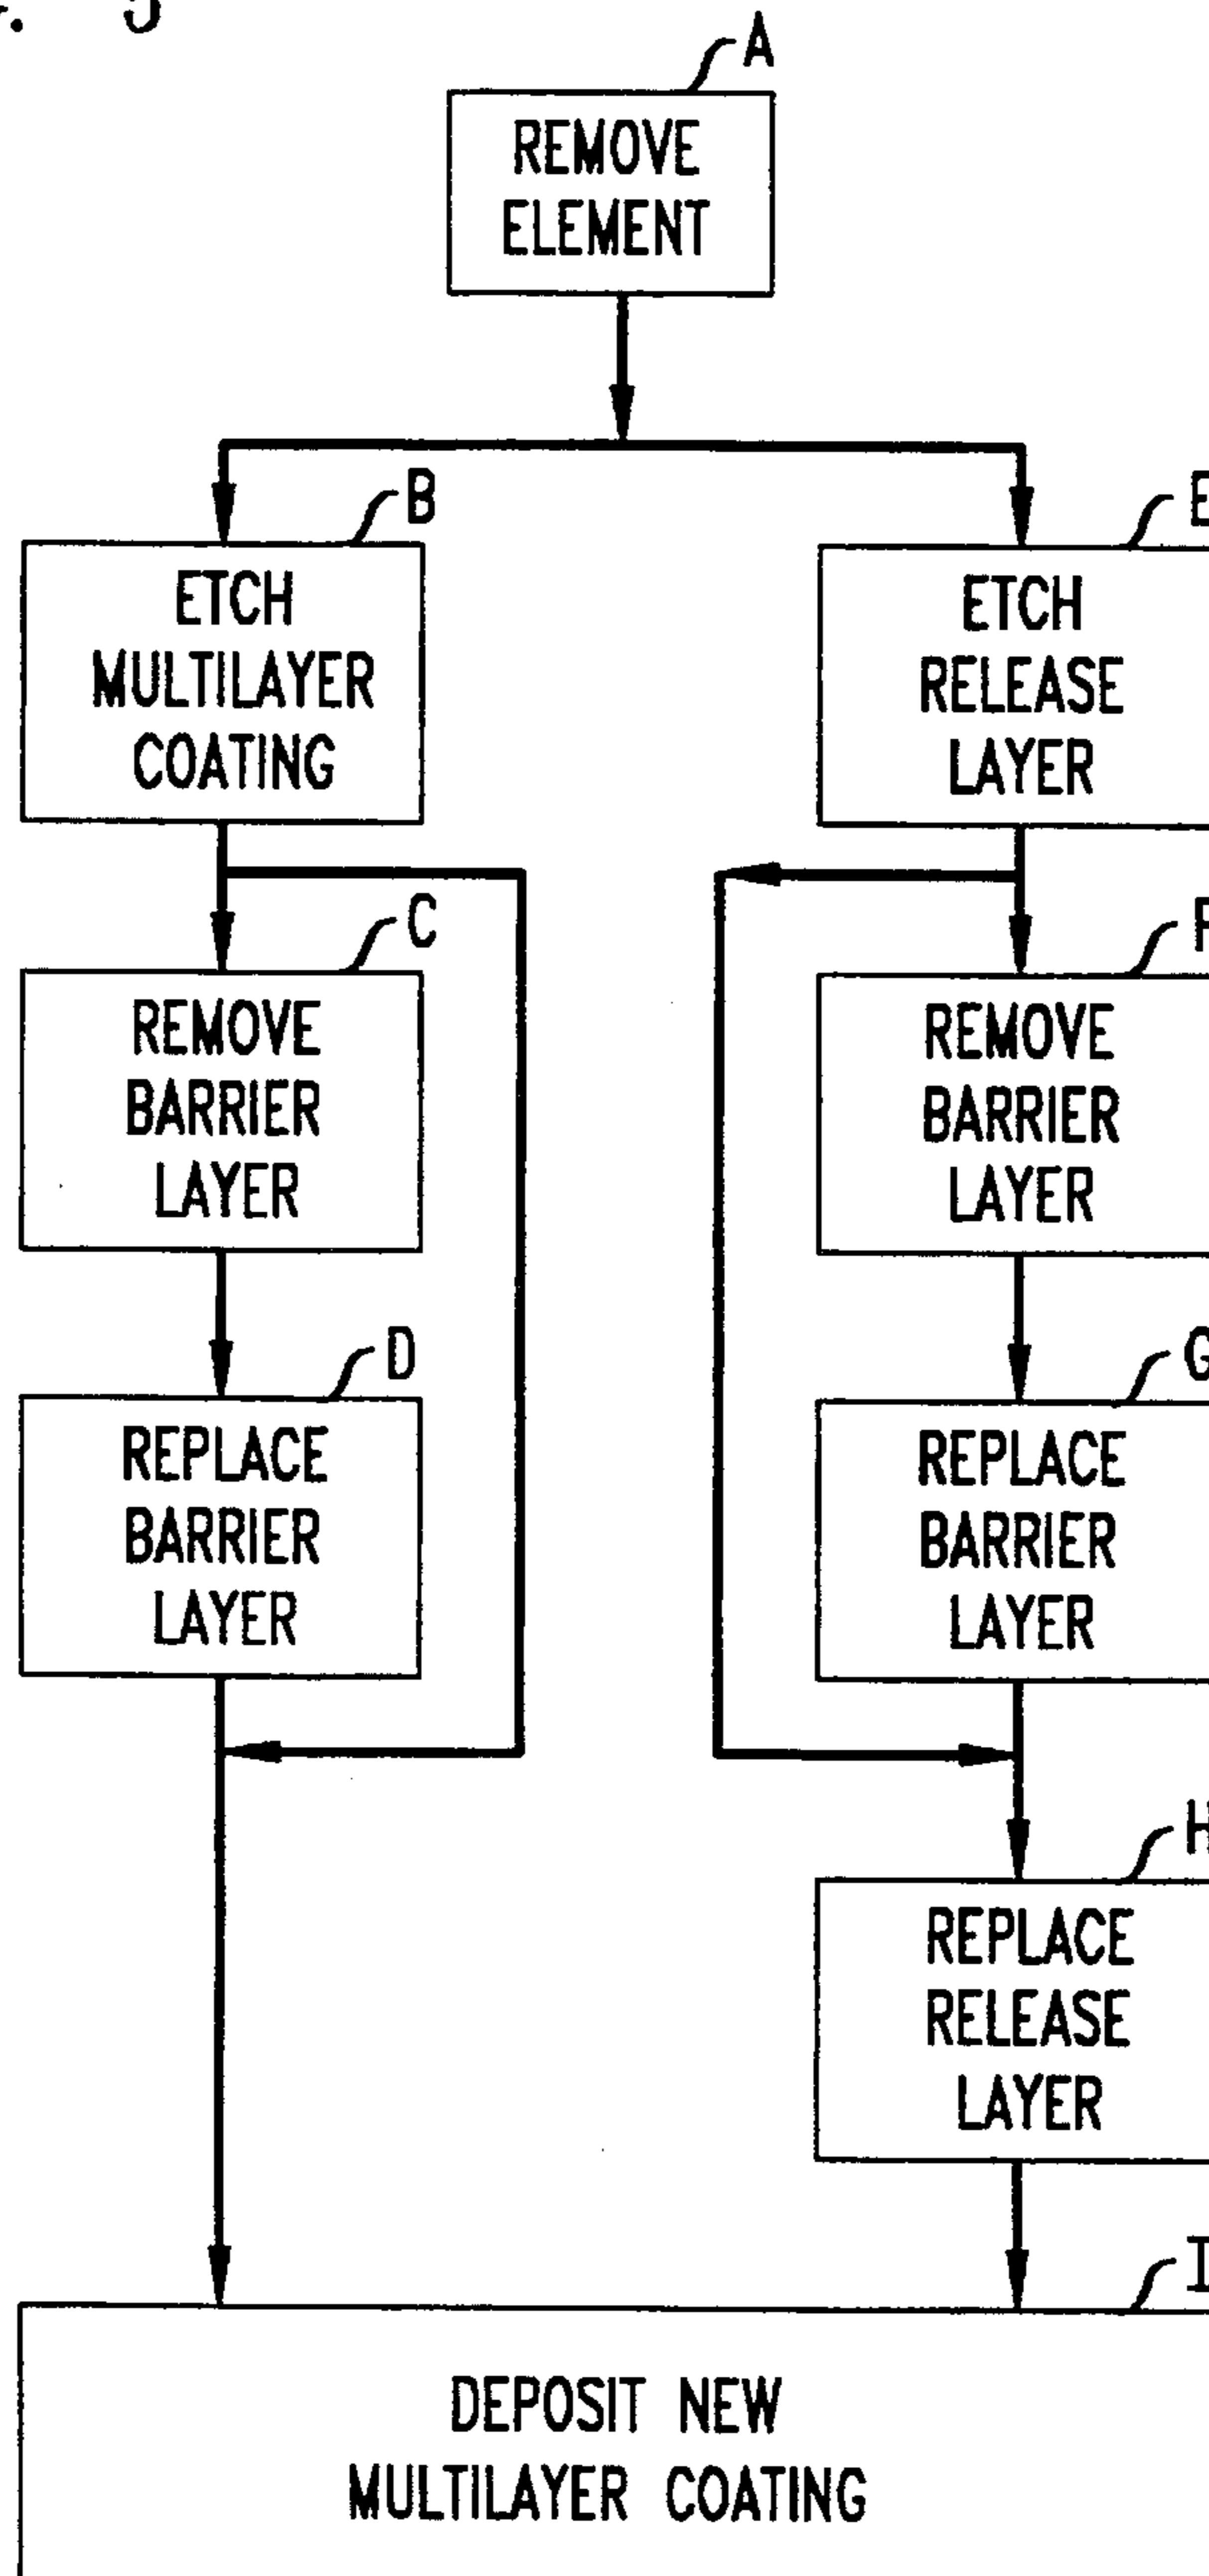 5
A
REMOVE
ELEMENT
B
ETCH
MULTILAYER
COATING
C
REMOVE
BARRIER
LAYER
D
REPLACE
BARRIER
LAYER
E
ETCH
RELEASE
LAYER
F
REMOVE
BARRIER
LAYER
G
REPLACE
BARRIER
LAYER
H
REPLACE
RELEASE
LAYER
I
DEPOSIT NEW
MULTILAYER COATING